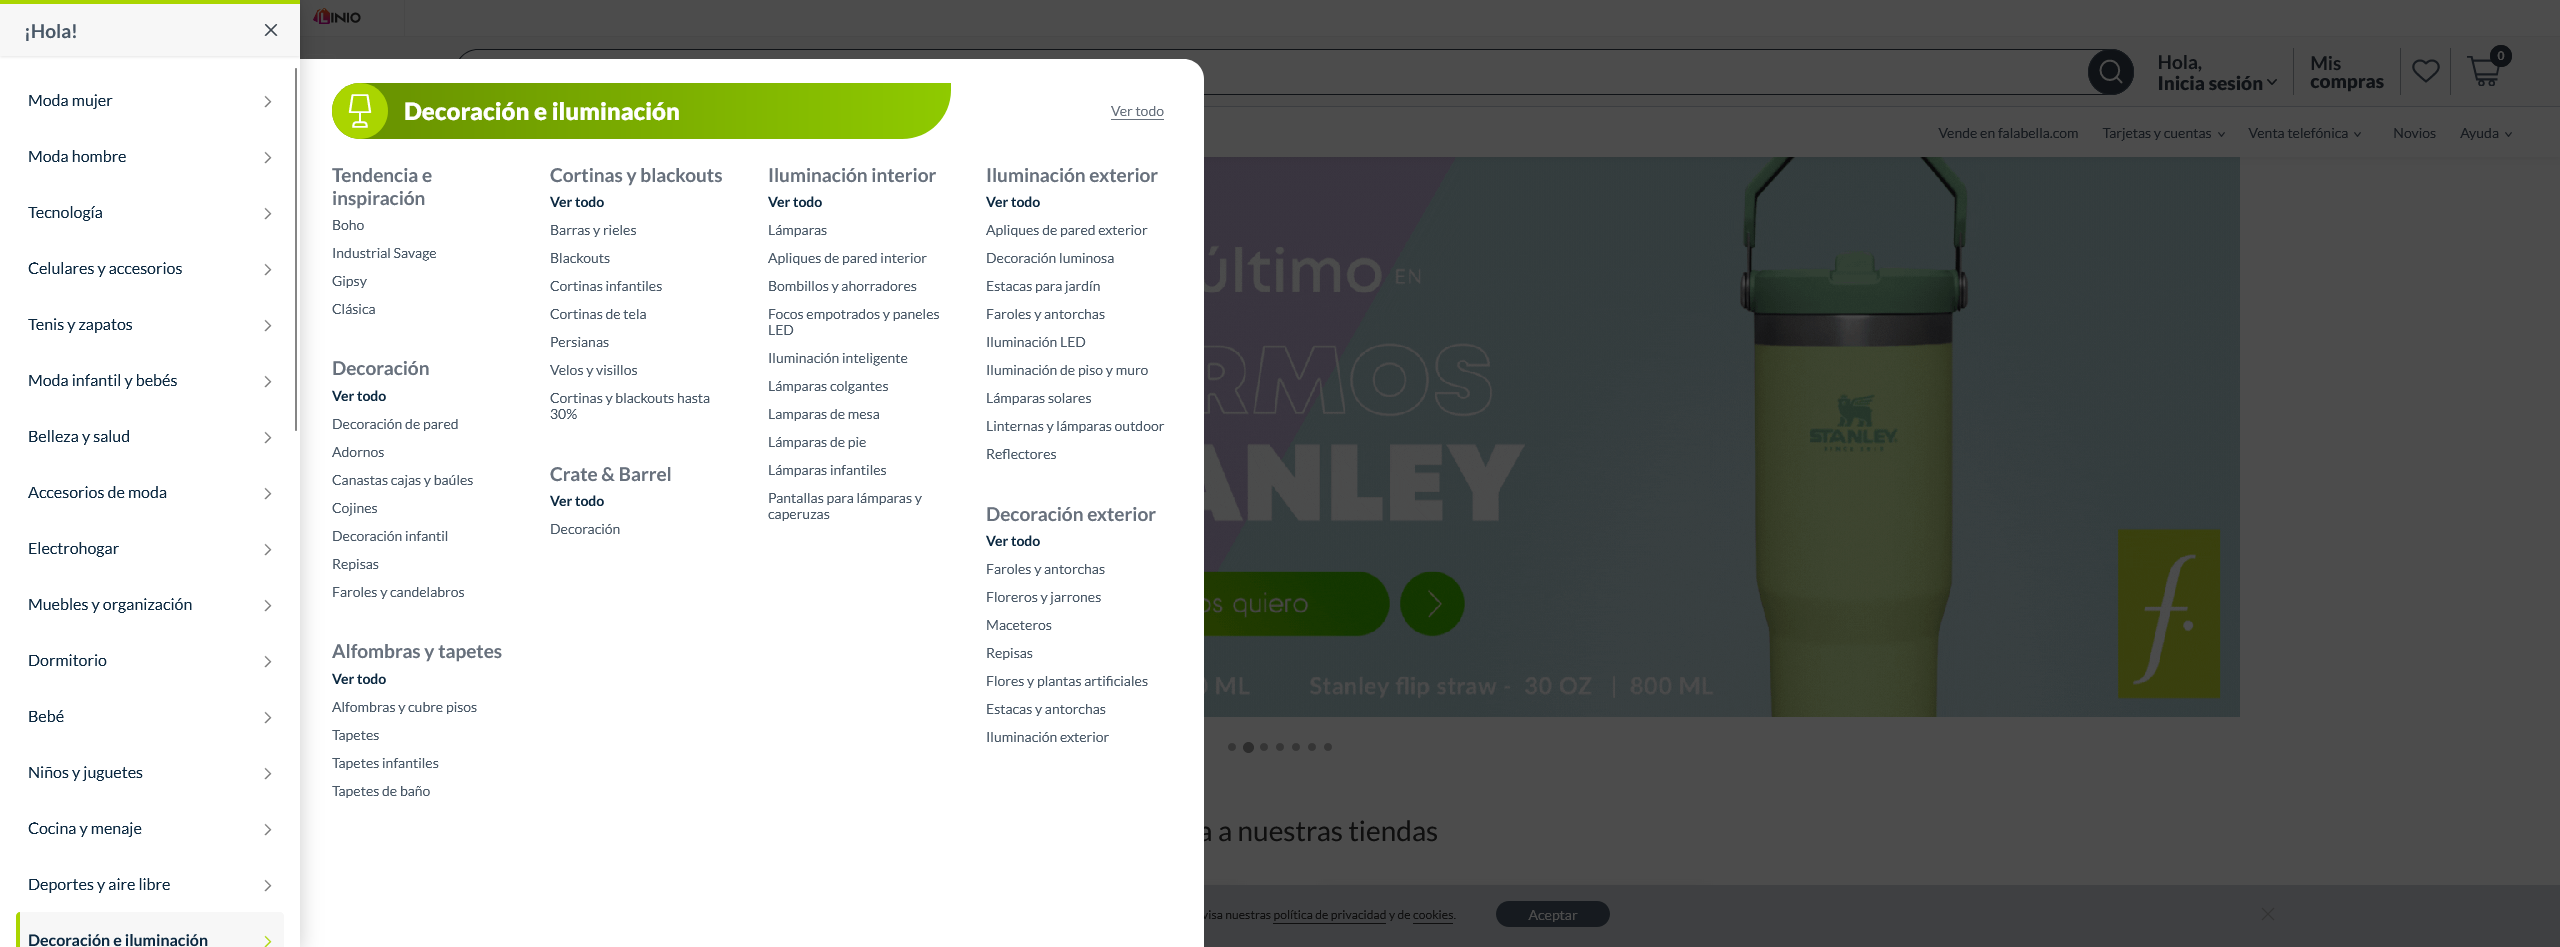 LINIO
¡Hola!
Moda mujer
Moda hombre
Tecnología
Celulares y accesorios
Tenis y zapatos
Moda infantil y bebés
Belleza y salud
Accesorios de moda
Electrohogar
Muebles y organización
Dormitorio
Bebé
Niños y juguetes
Cocina y menaje
Deportes y aire libre
Decoración e iluminación
Decoración e iluminación
Ver todo
Tendencia e
inspiración
Boho
Industrial Savage
Gipsy
Clásica
Decoración
Ver todo
Decoración de pared
Adornos
Canastas cajas y baúles
Cojines
Decoración infantil
Repisas
Faroles y candelabros
Alfombras y tapetes
Ver todo
Alfombras y cubre pisos
Tapetes
Tapetes infantiles
Tapetes de baño
Cortinas y blackouts
Ver todo
Barras y rieles
Blackouts
Cortinas infantiles
Cortinas de tela
Persianas
Velos y visillos
Cortinas y blackouts hasta
30%
Crate & Barrel
Ver todo
Decoración
Iluminación interior
Ver todo
Lámparas
Apliques de pared interior
Bombillos y ahorradores
Focos empotrados y paneles
LED
Iluminación inteligente
Lámparas colgantes
Lamparas de mesa
Lámparas de pie
Lámparas infantiles
Pantallas para lámparas y
caperuzas
Iluminación exterior
Ver todo
Apliques de pared exterior
Decoración luminosa
Estacas para jardín
Faroles y antorchas
Iluminación LED
Iluminación de piso y muro
Lámparas solares
Linternas y lámparas outdoor
Reflectores
Decoración exterior
Ver todo
Faroles y antorchas
Floreros y jarrones
Maceteros
Repisas
Flores y plantas artificiales
Estacas y antorchas
Iluminación exterior
Hola,
Inicia sesión
Mis
compras
0
Vende en falabella.com Tarjetas y cuentas Venta telefónica Novios Ayuda
último EN
RMOS
ANLEY
os quiero
0 ML Stanley flip straw - 30 OZ | 800 ML
STANLEY
SINCE 1913
f.
a a nuestras tiendas
visa nuestras política de privacidad y de cookies.
Aceptar